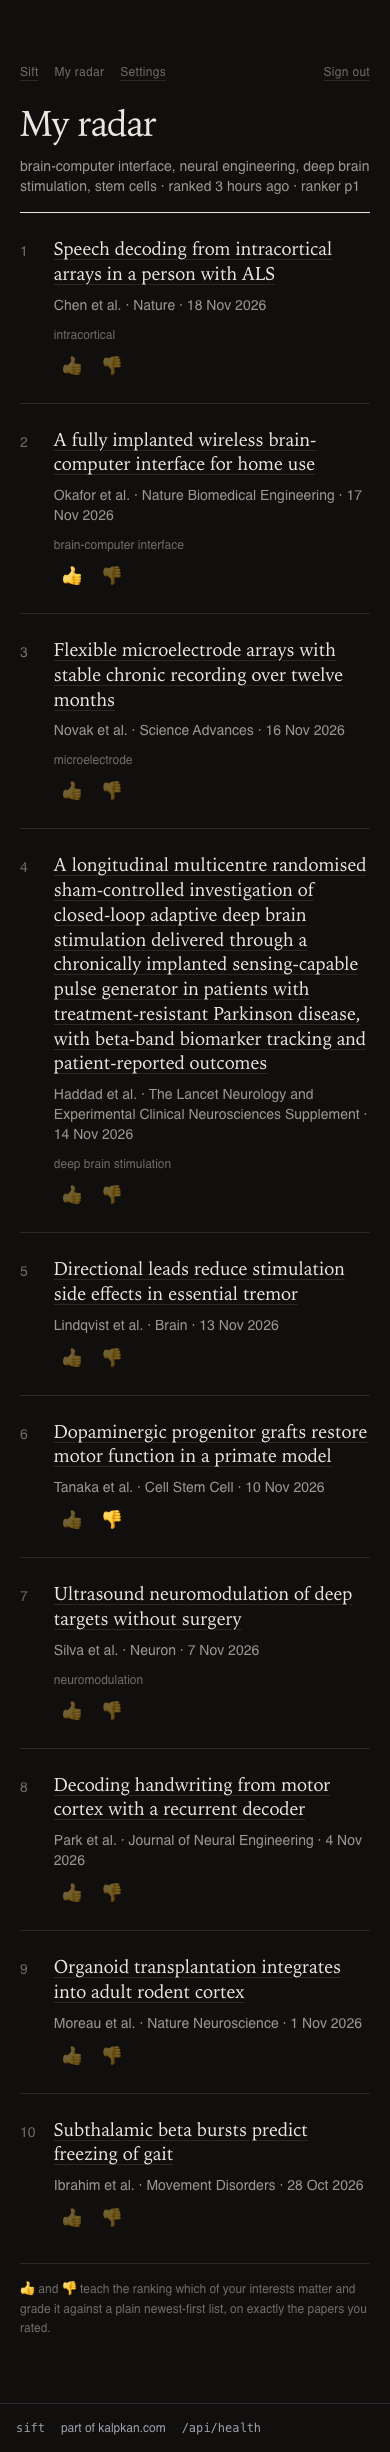 Sift My radar Settings Sign out
My radar
brain-computer interface, neural engineering, deep brain
stimulation, stem cells · ranked 3 hours ago · ranker p1
1 Speech decoding from intracortical
arrays in a person with ALS
Chen et al. · Nature · 18 Nov 2026
intracortical
👍 👎
2 A fully implanted wireless brain-
computer interface for home use
Okafor et al. · Nature Biomedical Engineering · 17
Nov 2026
brain-computer interface
👍 👎
3 Flexible microelectrode arrays with
stable chronic recording over twelve
months
Novak et al. · Science Advances · 16 Nov 2026
microelectrode
👍 👎
4 A longitudinal multicentre randomised
sham-controlled investigation of
closed-loop adaptive deep brain
stimulation delivered through a
chronically implanted sensing-capable
pulse generator in patients with
treatment-resistant Parkinson disease,
with beta-band biomarker tracking and
patient-reported outcomes
Haddad et al. · The Lancet Neurology and
Experimental Clinical Neurosciences Supplement ·
14 Nov 2026
deep brain stimulation
👍 👎
5 Directional leads reduce stimulation
side effects in essential tremor
Lindqvist et al. · Brain · 13 Nov 2026
👍 👎
6 Dopaminergic progenitor grafts restore
motor function in a primate model
Tanaka et al. · Cell Stem Cell · 10 Nov 2026
👍 👎
7 Ultrasound neuromodulation of deep
targets without surgery
Silva et al. · Neuron · 7 Nov 2026
neuromodulation
👍 👎
8 Decoding handwriting from motor
cortex with a recurrent decoder
Park et al. · Journal of Neural Engineering · 4 Nov
2026
👍 👎
9 Organoid transplantation integrates
into adult rodent cortex
Moreau et al. · Nature Neuroscience · 1 Nov 2026
👍 👎
10 Subthalamic beta bursts predict
freezing of gait
Ibrahim et al. · Movement Disorders · 28 Oct 2026
👍 👎
👍 and 👎 teach the ranking which of your interests matter and
grade it against a plain newest-first list, on exactly the papers you
rated.
sift part of kalpkan.com /api/health